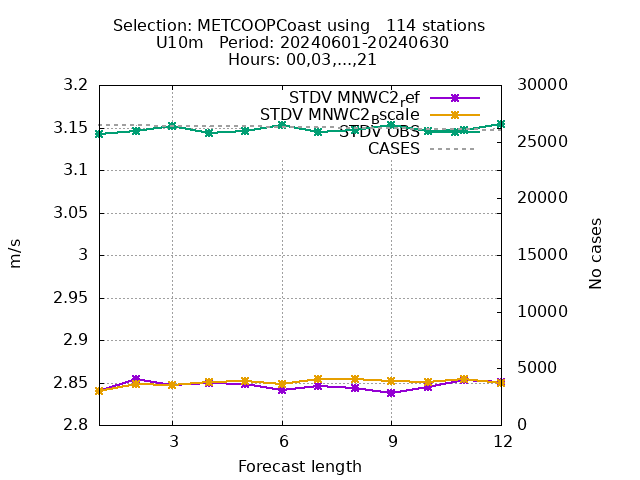 Selection: METCOOPCoast using   114 stations
U10m   Period: 20240601-20240630
Hours: 00,03,...,21
3.2
3.15
3.1
3.05
3
2.95
2.9
2.85
2.8
30000
25000
20000
15000
10000
5000
0
STDV MNWC2ref
STDV MNWC2Bscale
STDV OBS
CASES
m/s
No cases
3 6 9 12
Forecast length